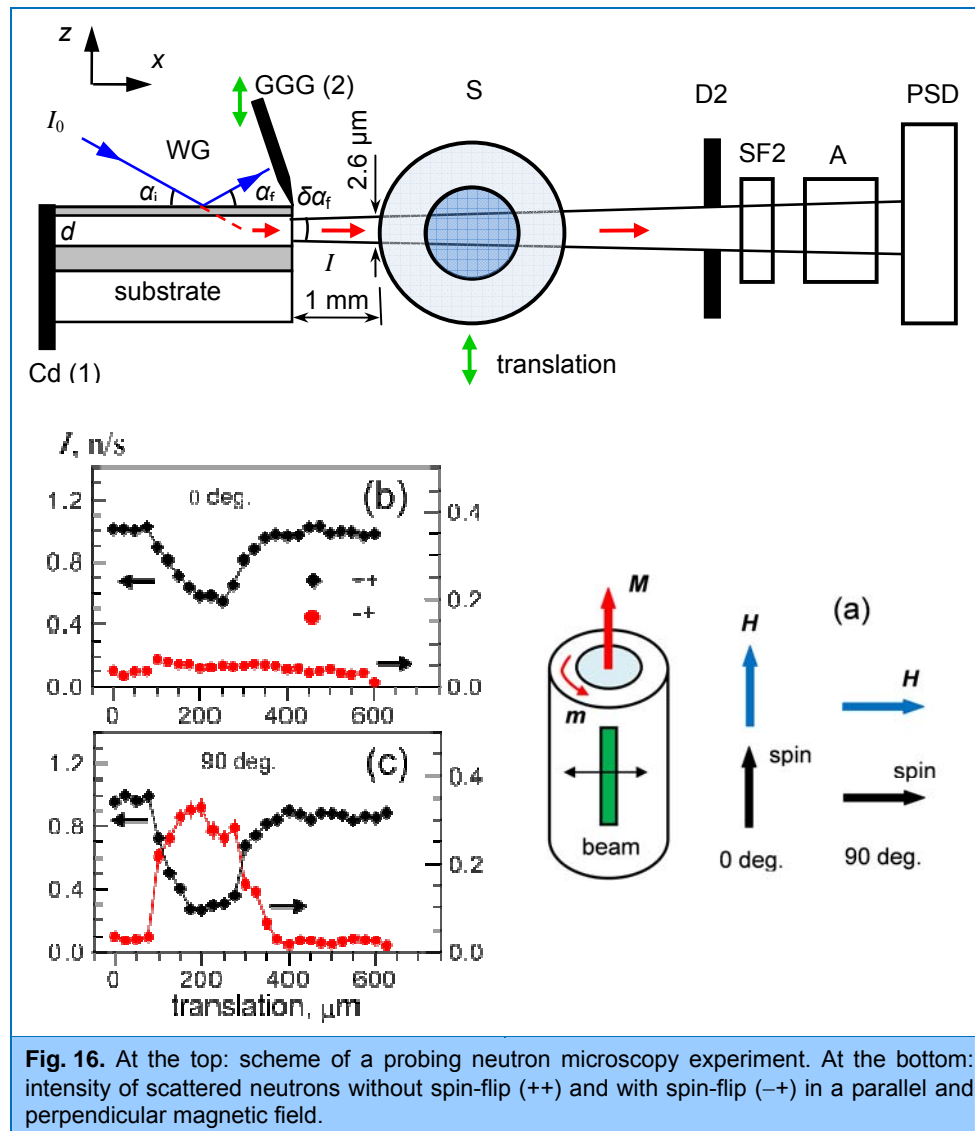 z
x
GGG (2)
S
D2
PSD
I0
WG
2.6 µm
SF2
A
αi
αf
δαf
d
I
substrate
1 mm
Cd (1)
translation
I, n/s
1.2
0 deg.
(b)
0.4
0.8
−+
0.2
0.4
−+
0.0
0.0
0
200
400
600
1.2
90 deg.
(c)
0.4
0.8
0.2
0.4
0.0
0.0
0
200
400
600
translation, µm
M
(a)
H
H
m
spin
spin
beam
0 deg.
90 deg.
Fig. 16. At the top: scheme of a probing neutron microscopy experiment. At the bottom:
intensity of scattered neutrons without spin-flip (++) and with spin-flip (−+) in a parallel and
perpendicular magnetic field.